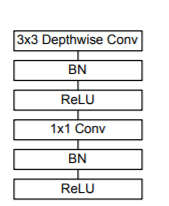 3x3 Depthwise Conv
BN
ReLU
1x1 Conv
BN
ReLU